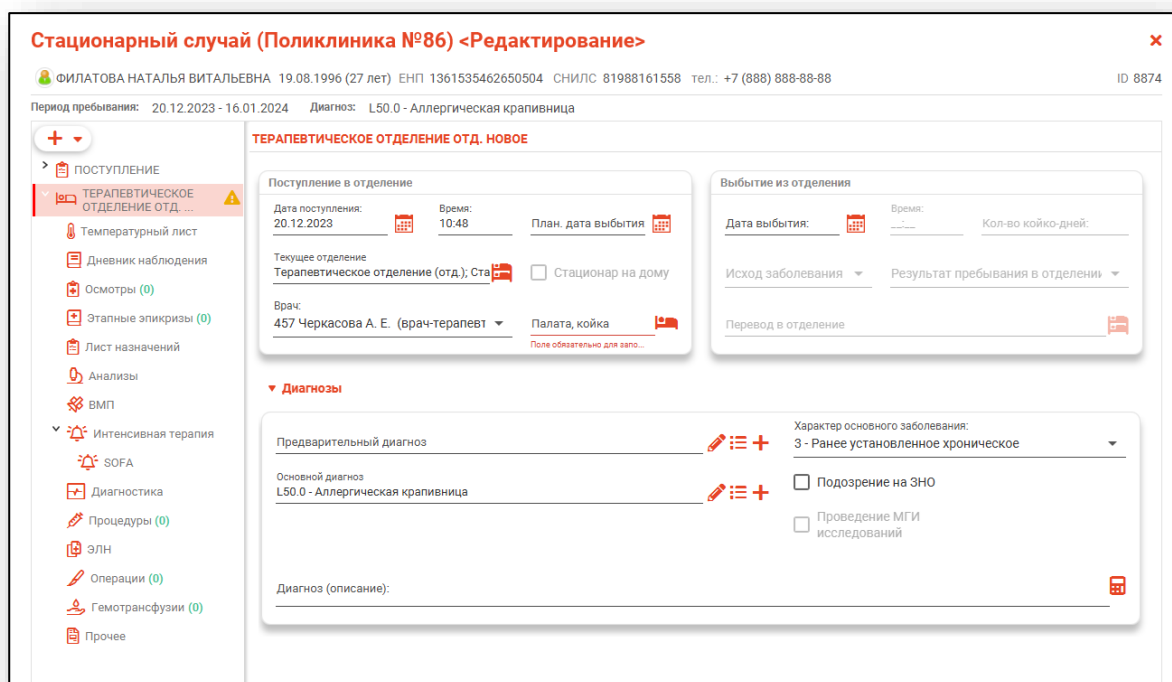 Стационарный случай (Поликлиника №86) <Редактирование>
ФИЛАТОВА НАТАЛЬЯ ВИТАЛЬЕВНА 19.08.1996 (27 лет) ЕНП 1361535462650504 СНИЛС 81988161558 тел.: +7 (888) 888-88-88 ID 8874
Период пребывания: 20.12.2023 - 16.01.2024 Диагноз: L50.0 - Аллергическая крапивница
ПОСТУПЛЕНИЕ
ТЕРАПЕВТИЧЕСКОЕ
ОТДЕЛЕНИЕ ОТД. ...
Температурный лист
Дневник наблюдения
Осмотры (0)
Этапные эпикризы (0)
Лист назначений
Анализы
ВМП
Интенсивная терапия
SOFA
Диагностика
Процедуры (0)
ЭЛН
Операции (0)
Гемотрансфузии (0)
Прочее
ТЕРАПЕВТИЧЕСКОЕ ОТДЕЛЕНИЕ ОТД. НОВОЕ
Поступление в отделение
Дата поступления: Время:
20.12.2023 10:48 План. дата выбытия
Текущее отделение
Терапевтическое отделение (отд.); Ста Стационар на дому
Врач:
457 Черкасова А. Е. (врач-терапевт Палата, койка
Поле обязательно для запо...
Выбытие из отделения
Время:
Дата выбытия: __:__ Кол-во койко-дней:
Исход заболевания Результат пребывания в отделении
Перевод в отделение
Диагнозы
Предварительный диагноз
Основной диагноз
L50.0 - Аллергическая крапивница
Характер основного заболевания:
3 - Ранее установленное хроническое
Подозрение на ЗНО
Проведение МГИ
исследований
Диагноз (описание):